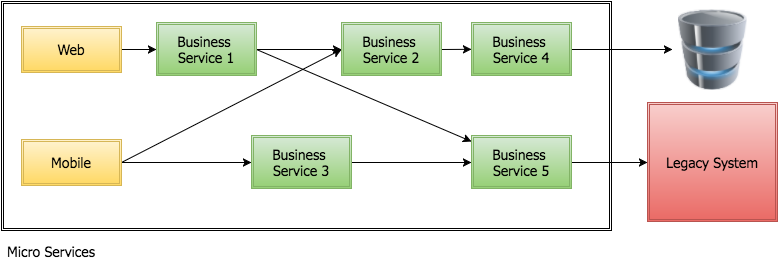 Web
Business
Service 1
Business
Service 2
Business
Service 4
Mobile
Business
Service 3
Business
Service 5
Legacy System
Micro Services